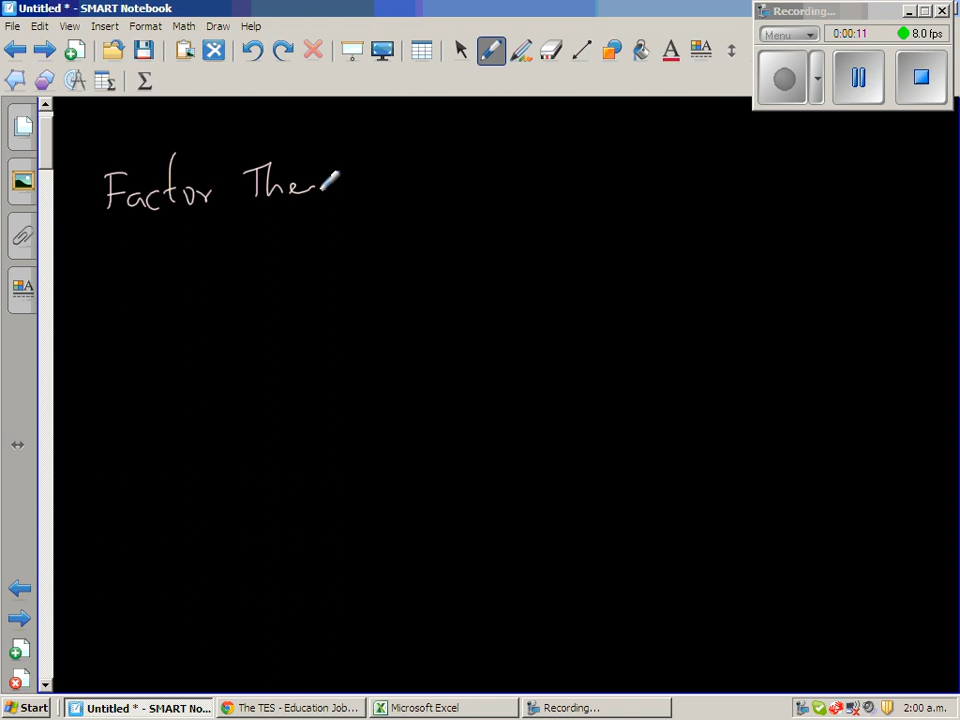 Untitled * - SMART Notebook
Recording...
File Edit View Insert Format Math Draw Help
Menu 0:00:11 8.0 fps
Factor Theo
Start Untitled * - SMART No... The TES - Education Job... Microsoft Excel Recording... 2:00 a.m.